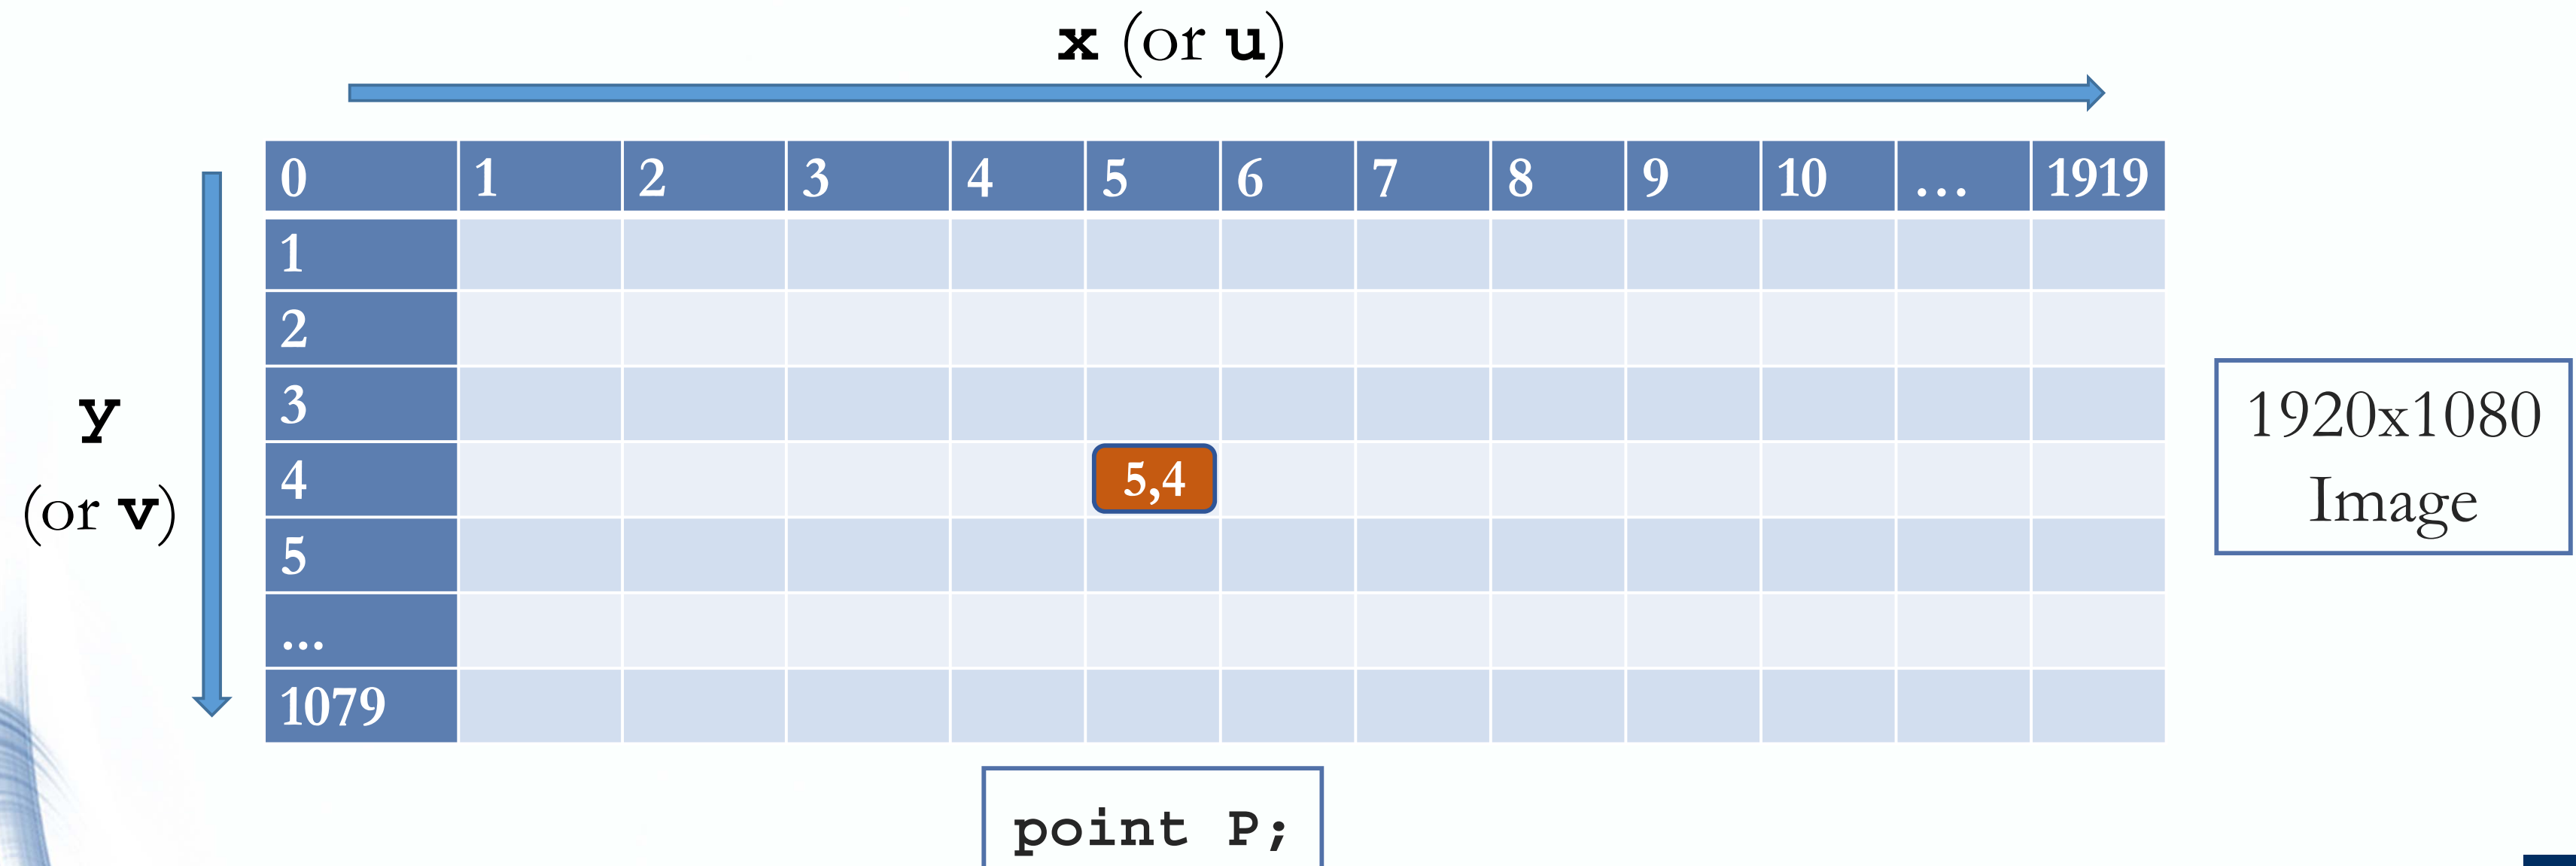 x (or u)
0 1 2 3 4 5 6 7 8 9 10 … 1919
1
2
3
y
(or v)
4 5,4
5
...
1079
1920x1080
Image
point P;